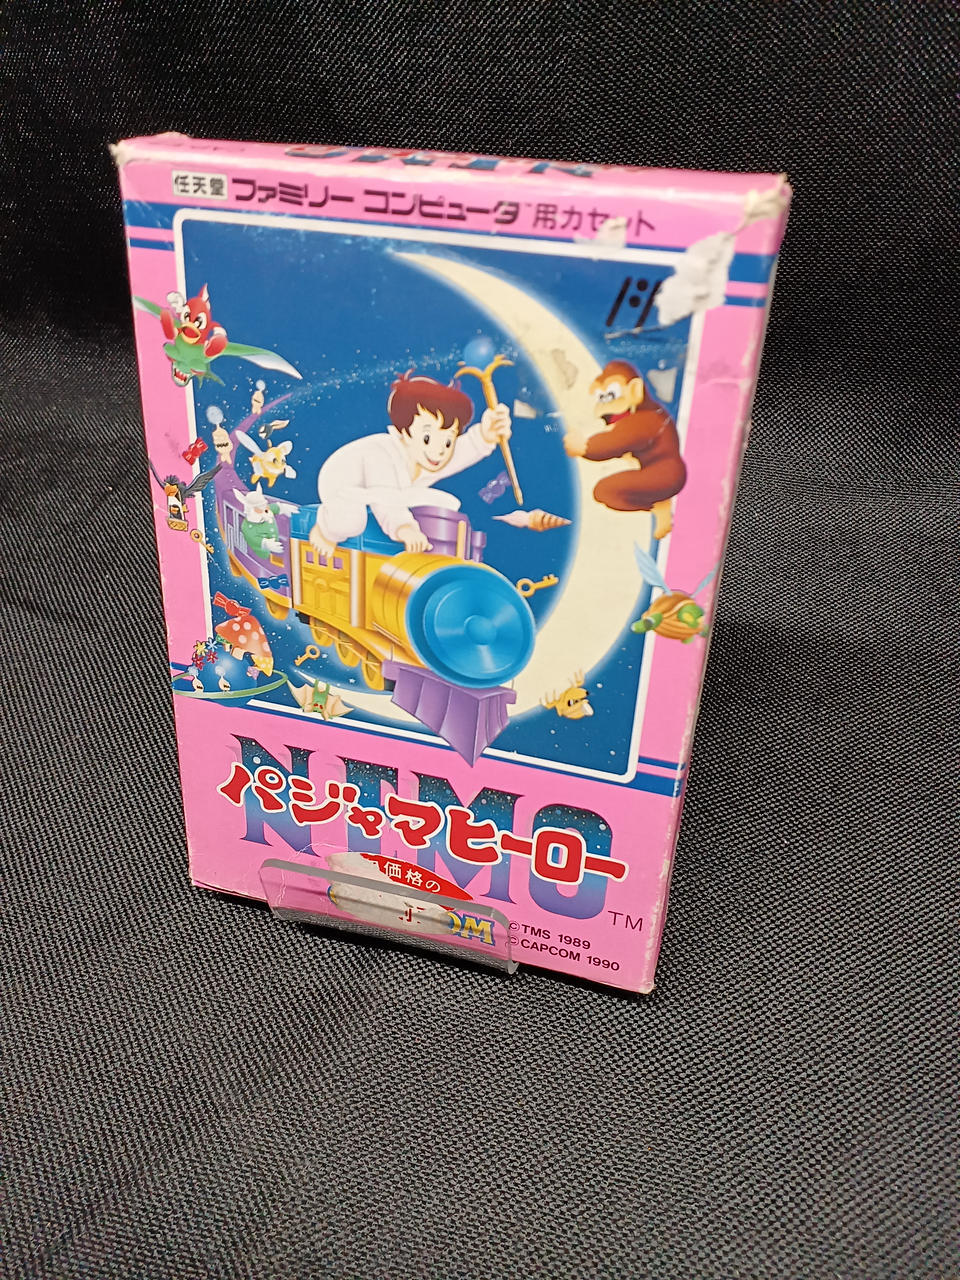 任天堂 ファミリー コンピュータ™用カセット
NEMO
パジャマヒーロー
TM
価格の
©TMS 1989
©CAPCOM 1990